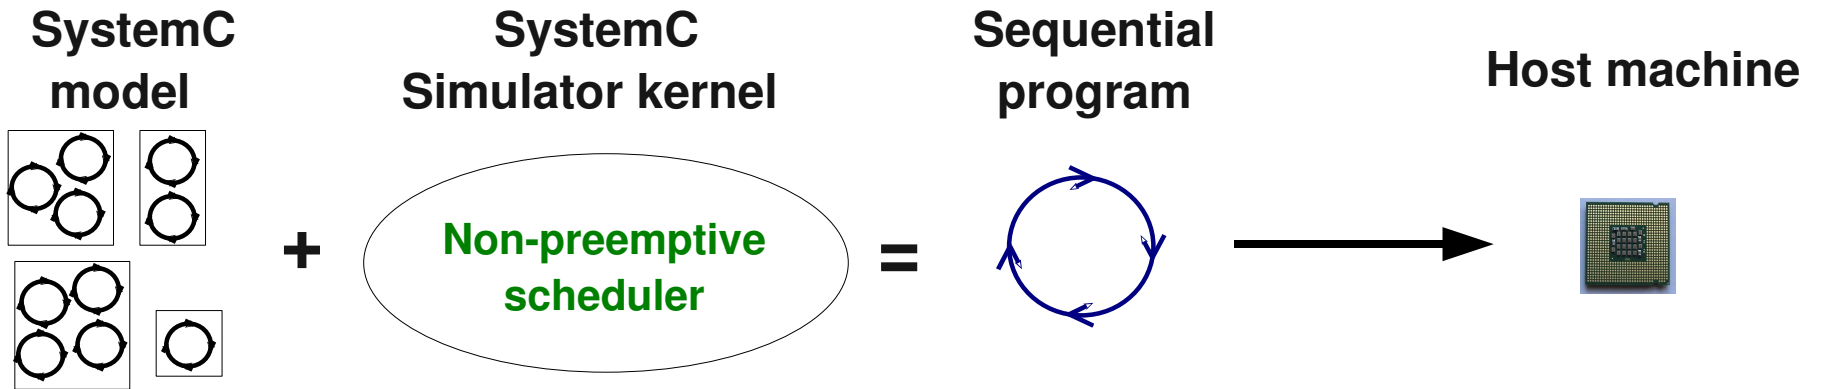 SystemC
model
SystemC
Simulator kernel
Sequential
program
Host machine
+
Non-preemptive
scheduler
=